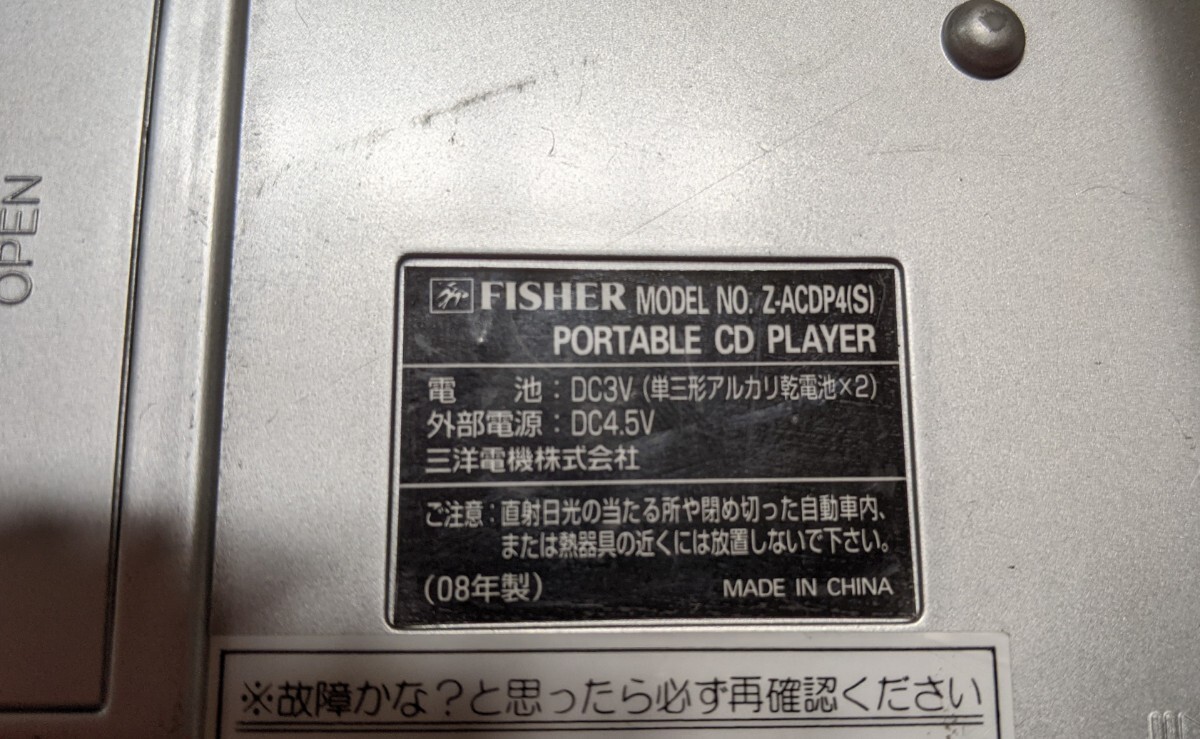 OPEN
FISHER MODEL NO. Z-ACDP4(S)
PORTABLE CD PLAYER
電　　池：DC3V（単三形アルカリ乾電池×2）
外部電源：DC4.5V
三洋電機株式会社
ご注意：直射日光の当たる所や閉め切った自動車内、
または熱器具の近くには放置しないで下さい。
（08年製）　MADE IN CHINA
※故障かな？と思ったら必ず再確認ください